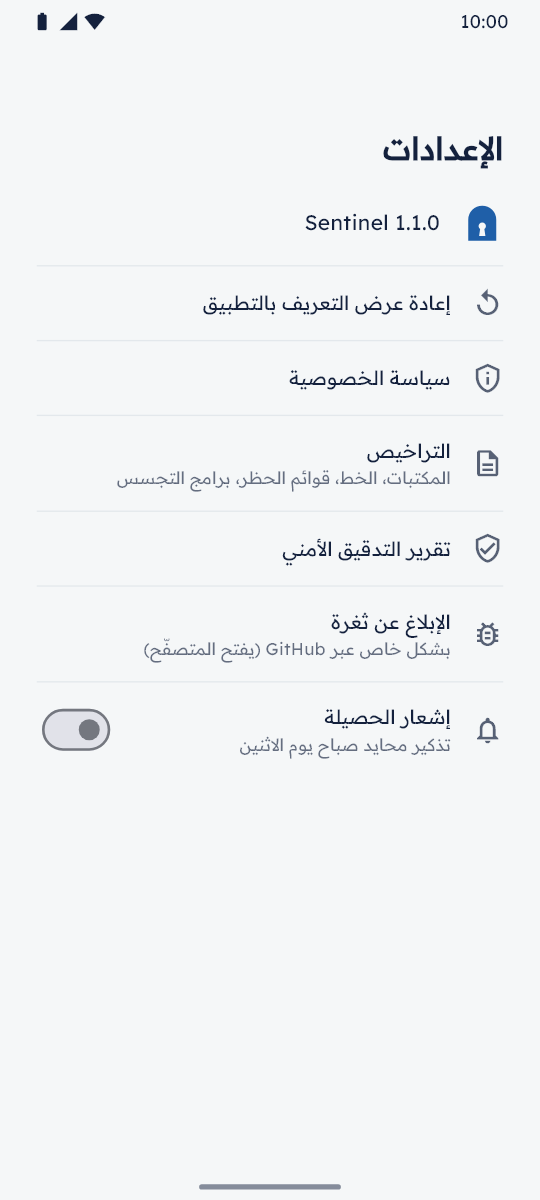 10:00
الإعدادات
Sentinel 1.1.0
إعادة عرض التعريف بالتطبيق
سياسة الخصوصية
التراخيص
المكتبات، الخط، قوائم الحظر، برامج التجسس
تقرير التدقيق الأمني
الإبلاغ عن ثغرة
بشكل خاص عبر GitHub (يفتح المتصفّح)
إشعار الحصيلة
تذكير محايد صباح يوم الاثنين